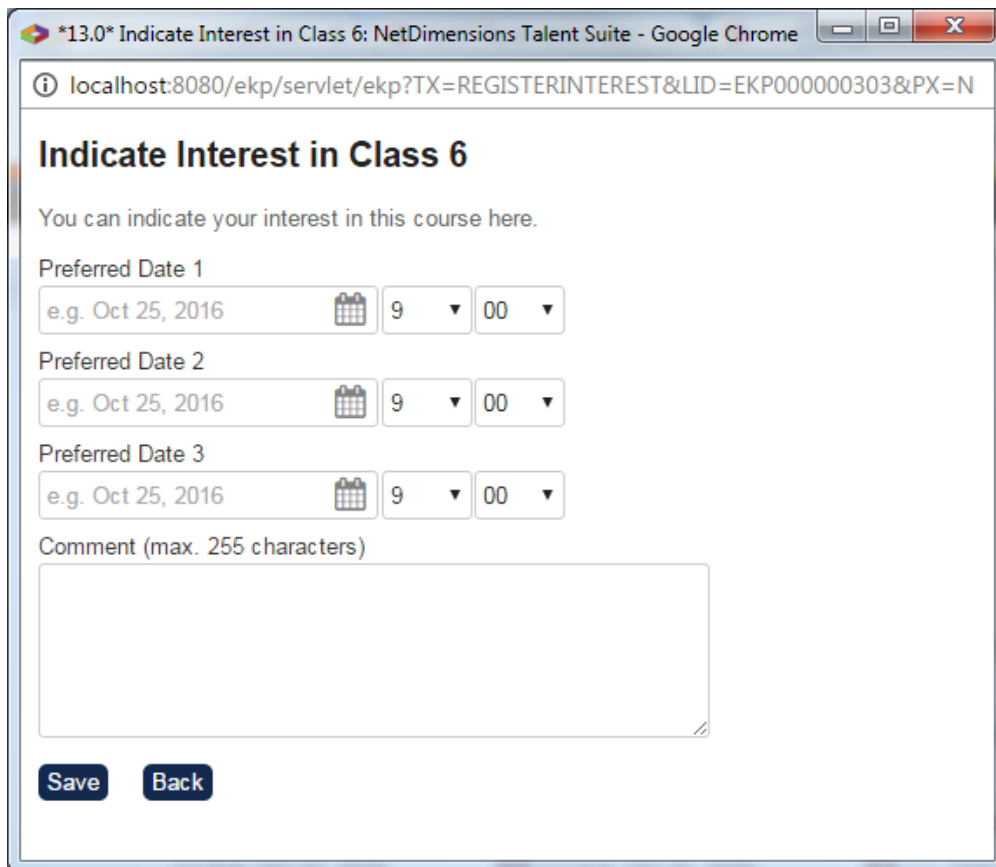 *13.0* Indicate Interest in Class 6: NetDimensions Talent Suite - Google Chrome
localhost:8080/ekp/servlet/ekp?TX=REGISTERINTEREST&LID=EKP000000303&PX=N
Indicate Interest in Class 6
You can indicate your interest in this course here.
Preferred Date 1
e.g. Oct 25, 2016 9 00
Preferred Date 2
e.g. Oct 25, 2016 9 00
Preferred Date 3
e.g. Oct 25, 2016 9 00
Comment (max. 255 characters)
Save Back